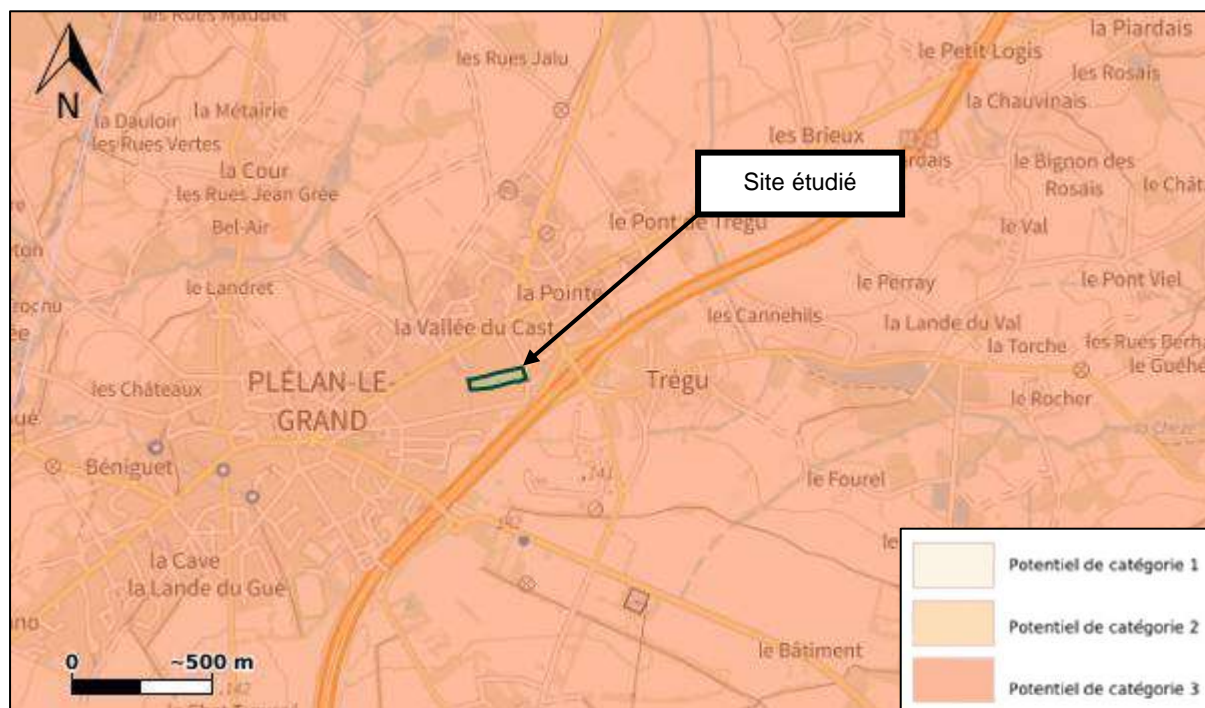 les Rues Maudet
la Piardais
le Petit Logis
les Rues Jalu
les Rosais
N
la Métairie
la Chauvinais
la Dauloir
les Rues Vertes
les Brieux
la Cour
Site étudié
le Bignon des
Rosais
les Rues Jean Grée
le Pont de Trégu
Bel-Air
le Val
le Landret
la Pointe
le Perray
le Pont Viel
la Vallée du Cast
les Cannehils
la Lande du Val
la Torche
les Châteaux
PLÉLAN-LE-
GRAND
Trégu
le Rocher
Béniguet
141
le Fourel
142
la Cave
la Lande du Gué
Potentiel de catégorie 1
Potentiel de catégorie 2
0 ~500 m
le Bâtiment
142
Potentiel de catégorie 3